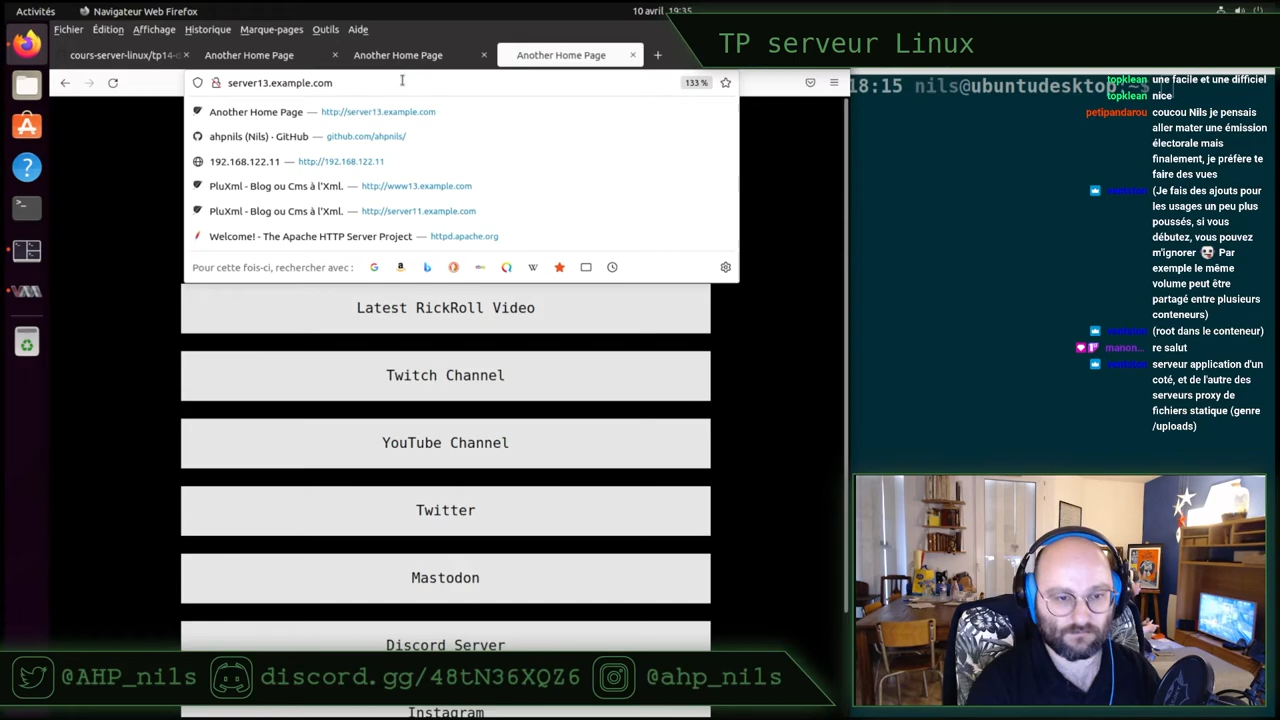 Activités
Navigateur Web Firefox
10 avril 19:35
Fichier Édition Affichage Historique Marque-pages Outils Aide
cours-server-linux/tp14-d
Another Home Page
Another Home Page
Another Home Page
server13.example.com
133 %
Another Home Page — http://server13.example.com
ahpnils (Nils) · GitHub — github.com/ahpnils/
192.168.122.11 — http://192.168.122.11
PluXml - Blog ou Cms à l'Xml. — http://www13.example.com
PluXml - Blog ou Cms à l'Xml. — http://server11.example.com
Welcome! - The Apache HTTP Server Project — httpd.apache.org
Pour cette fois-ci, rechercher avec :
Latest RickRoll Video
Twitch Channel
YouTube Channel
Twitter
Mastodon
Discord Server
Instagram
TP serveur Linux
18:15 nils@ubuntudesktop:~$
topklean une facile et une difficile
topklean nice
petipandarou coucou Nils je pensais
aller mater une émission
électorale mais
finalement, je préfère te
faire des vues
(Je fais des ajouts pour
les usages un peu plus
poussés, si vous
débutez, vous pouvez
m'ignorer Par
exemple le même
volume peut être
partagé entre plusieurs
conteneurs)
(root dans le conteneur)
manon... re salut
serveur application d'un
coté, et de l'autre des
serveurs proxy de
fichiers statique (genre
/uploads)
@AHP_nils
discord.gg/48tN36XQZ6
@ahp_nils